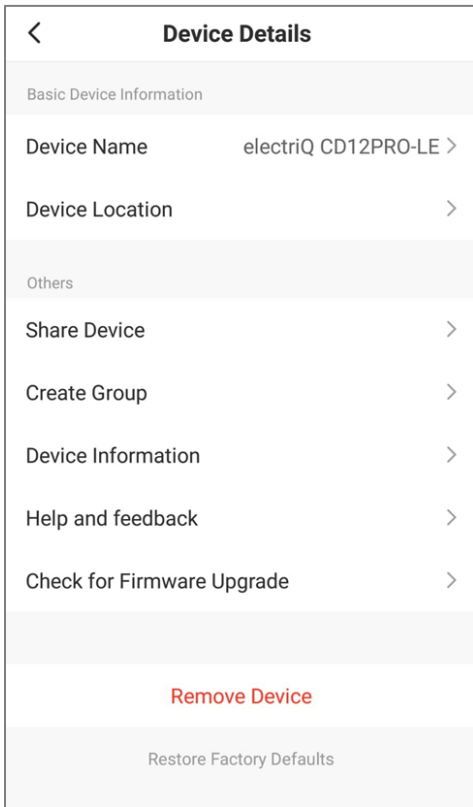 Device Details
Basic Device Information
Device Name electriQ CD12PRO-LE
Device Location
Others
Share Device
Create Group
Device Information
Help and feedback
Check for Firmware Upgrade
Remove Device
Restore Factory Defaults